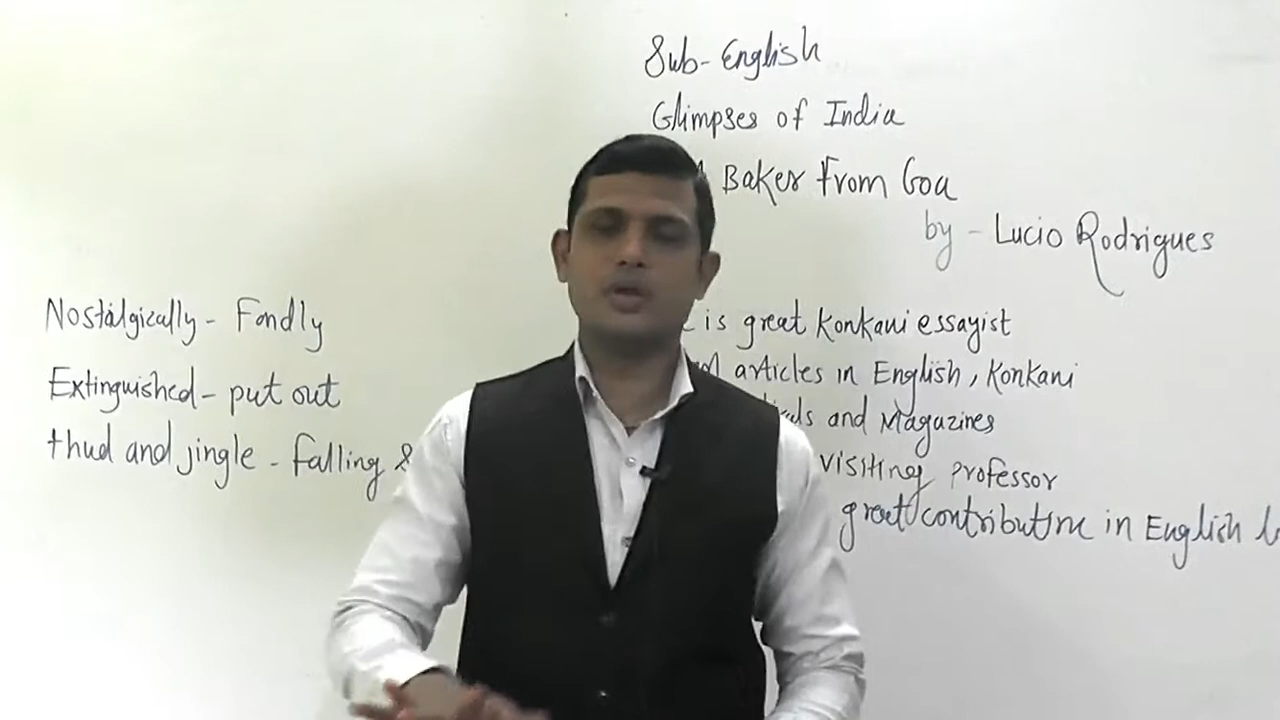 Sub- English
Glimpses of India
Baker From Goa
by - Lucio Rodrigues
Nostalgically - Fondly
Extinguished - put out
thud and jingle - falling &
is great Konkani essayist
articles in English, Konkani
and Magazines
visiting professor
great contribution in English